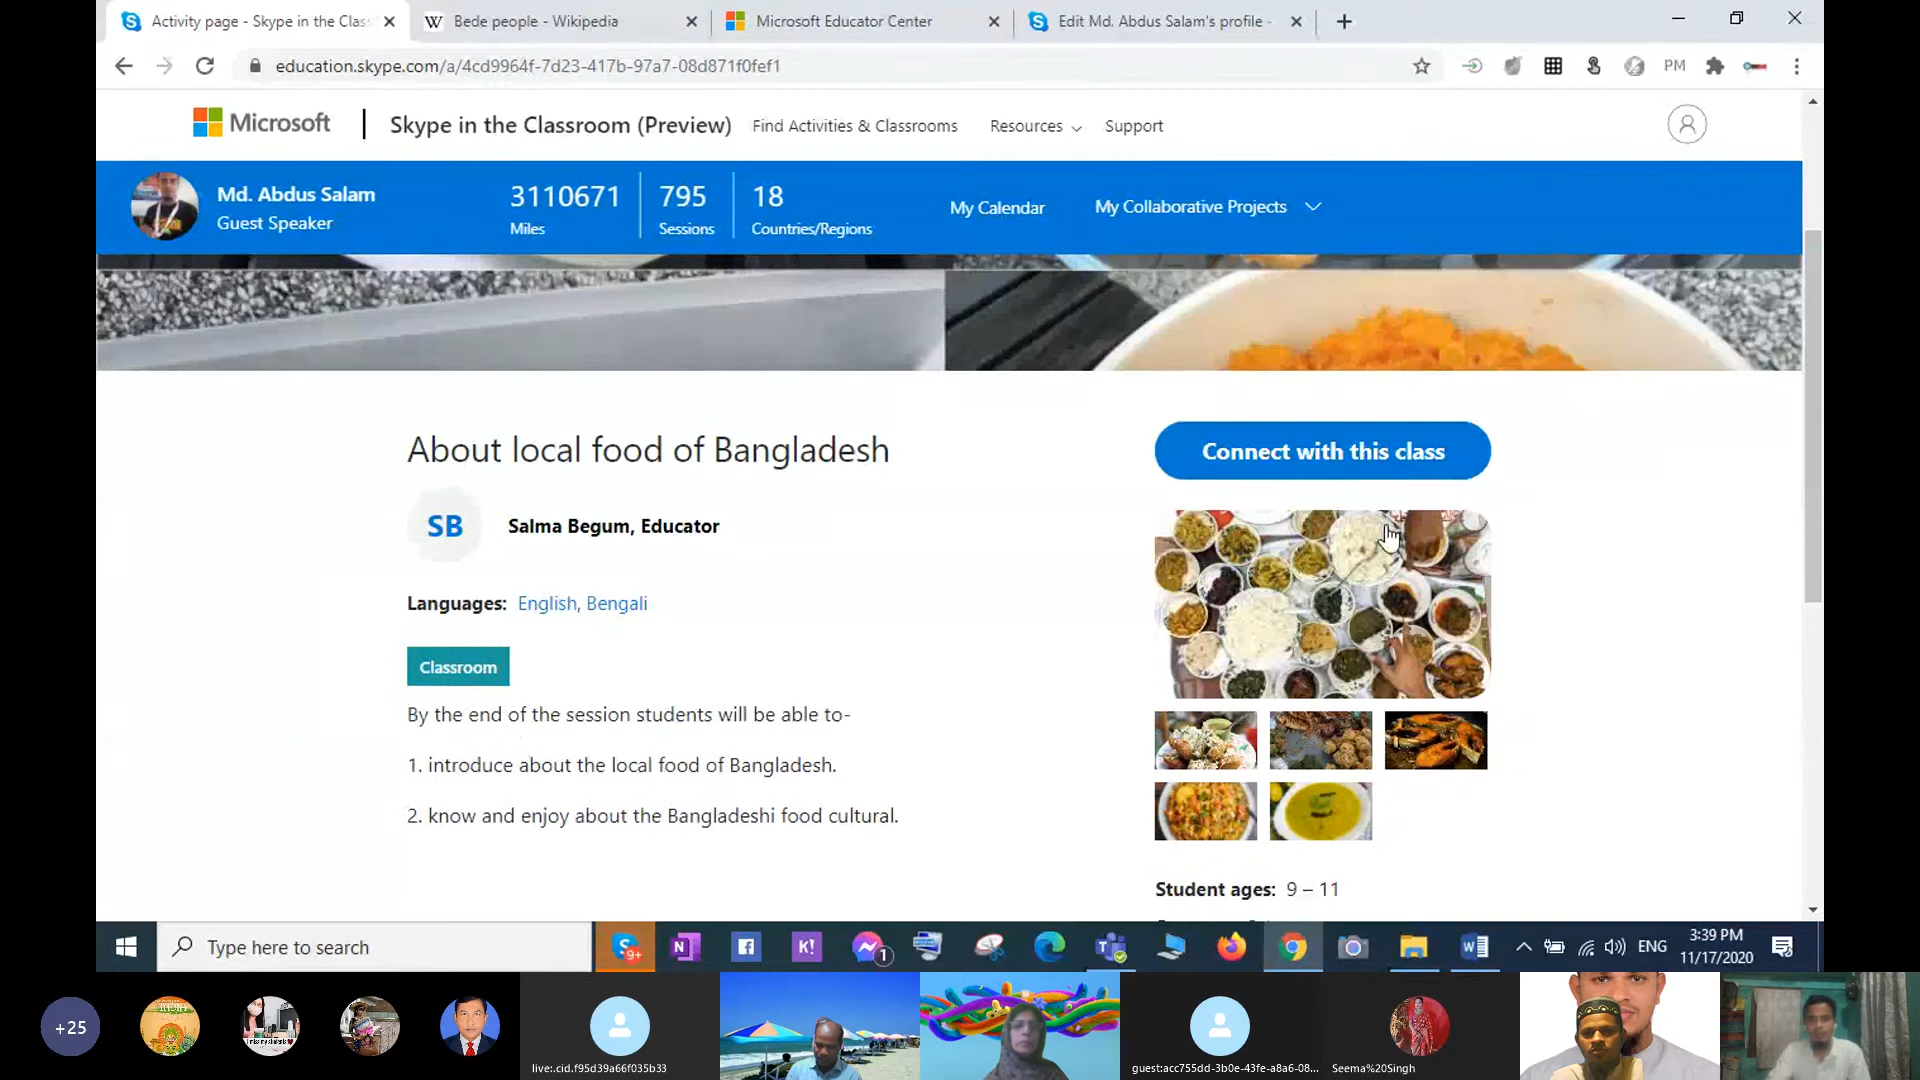 Activity page - Skype in the Class
Bede people - Wikipedia
Microsoft Educator Center
Edit Md. Abdus Salam's profile -
education.skype.com/a/4cd9964f-7d23-417b-97a7-08d871f0fef1
PM
Microsoft
Skype in the Classroom (Preview)
Find Activities & Classrooms
Resources
Support
Md. Abdus Salam
Guest Speaker
3110671
Miles
795
Sessions
18
Countries/Regions
My Calendar
My Collaborative Projects
About local food of Bangladesh
Connect with this class
SB
Salma Begum, Educator
Languages: English, Bengali
Classroom
By the end of the session students will be able to-
1. introduce about the local food of Bangladesh.
2. know and enjoy about the Bangladeshi food cultural.
Student ages: 9 – 11
Type here to search
9+
K!
1
ENG
3:39 PM
11/17/2020
+25
I miss my students
live:.cid.f95d39a66f035b33
guest:acc755dd-3b0e-43fe-a8a6-08...
Seema%20Singh